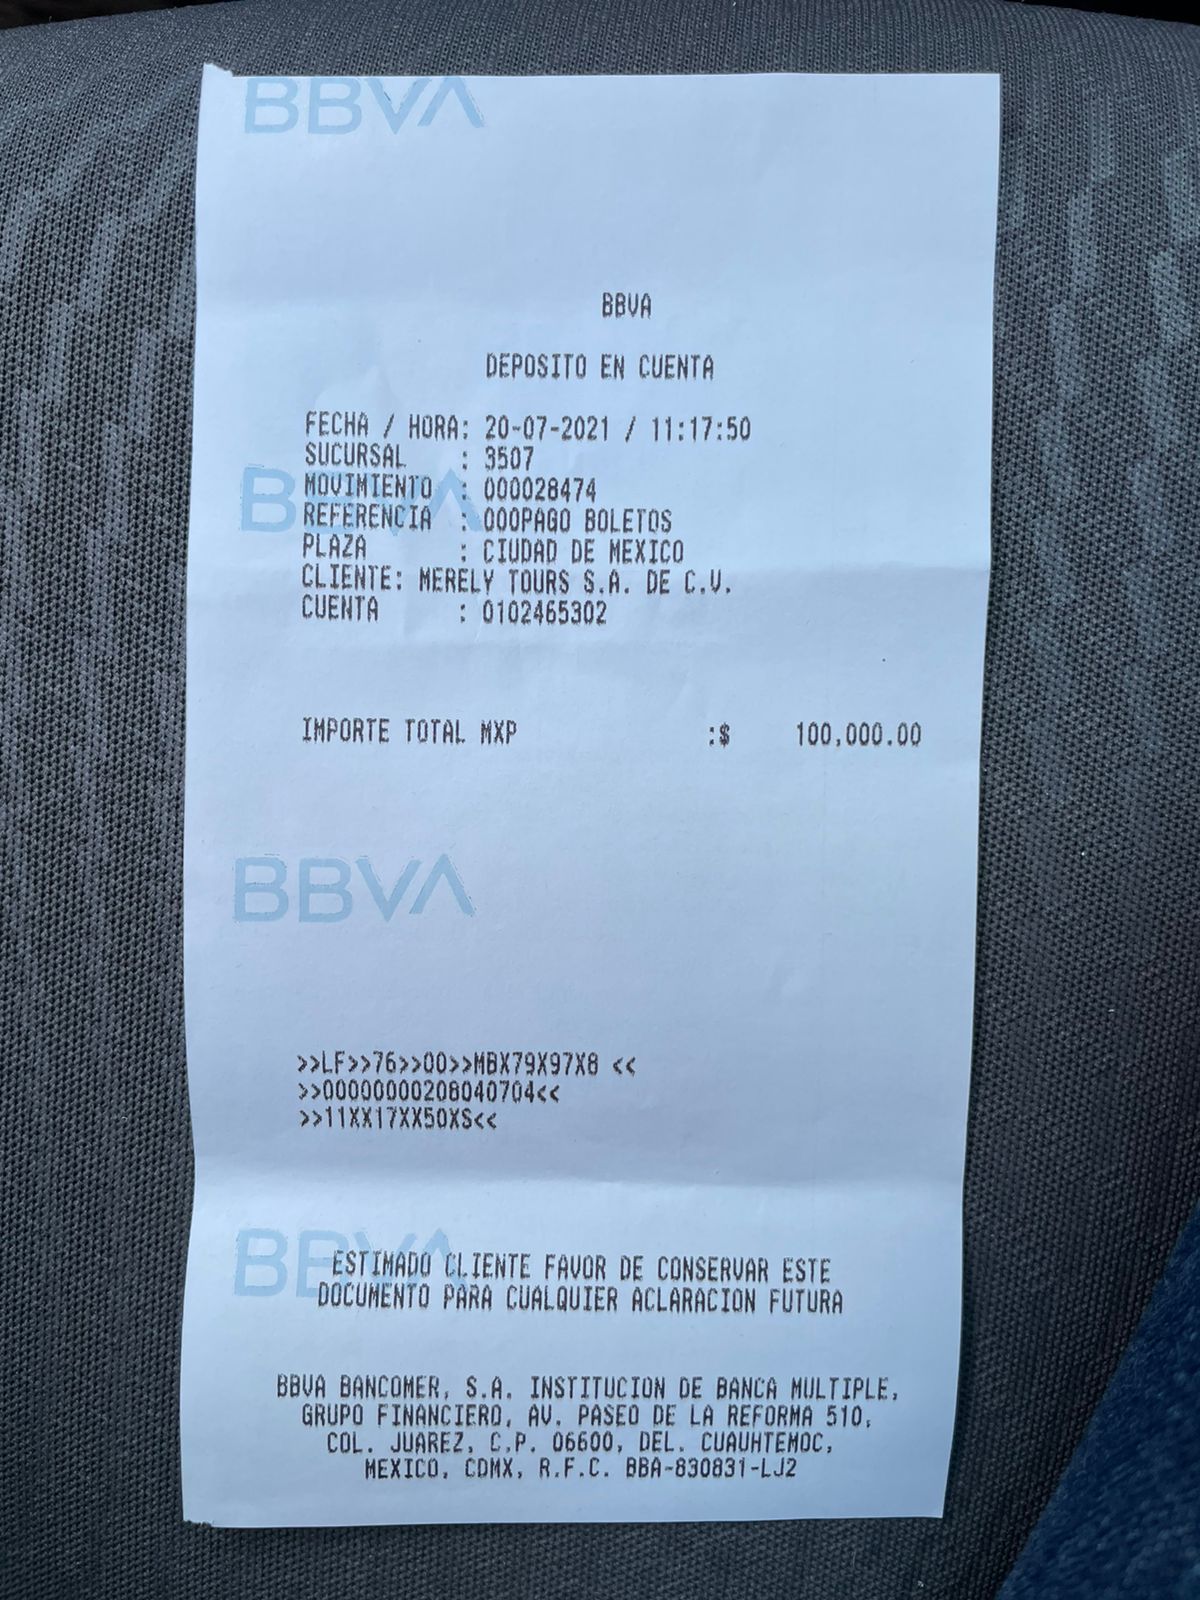 BBVA
BBVA
DEPOSITO EN CUENTA
FECHA / HORA: 20-07-2021 / 11:17:50
SUCURSAL : 3507
BBVA
MOVIMIENTO : 000028474
REFERENCIA : 000PAGO BOLETOS
PLAZA : CIUDAD DE MEXICO
CLIENTE: MERELY TOURS S.A. DE C.V.
CUENTA : 0102465302
IMPORTE TOTAL MXP :$ 100,000.00
BBVA
>>LF>>76>>00>>MBX79X97X8 <<
>>00000000208040704<<
>>11XX17XX50XS<<
BBVA
ESTIMADO CLIENTE FAVOR DE CONSERVAR ESTE
DOCUMENTO PARA CUALQUIER ACLARACION FUTURA
BBVA BANCOMER, S.A. INSTITUCION DE BANCA MULTIPLE,
GRUPO FINANCIERO, AV. PASEO DE LA REFORMA 510,
COL. JUAREZ, C.P. 06600, DEL. CUAUHTEMOC,
MEXICO, CDMX, R.F.C. BBA-830831-LJ2